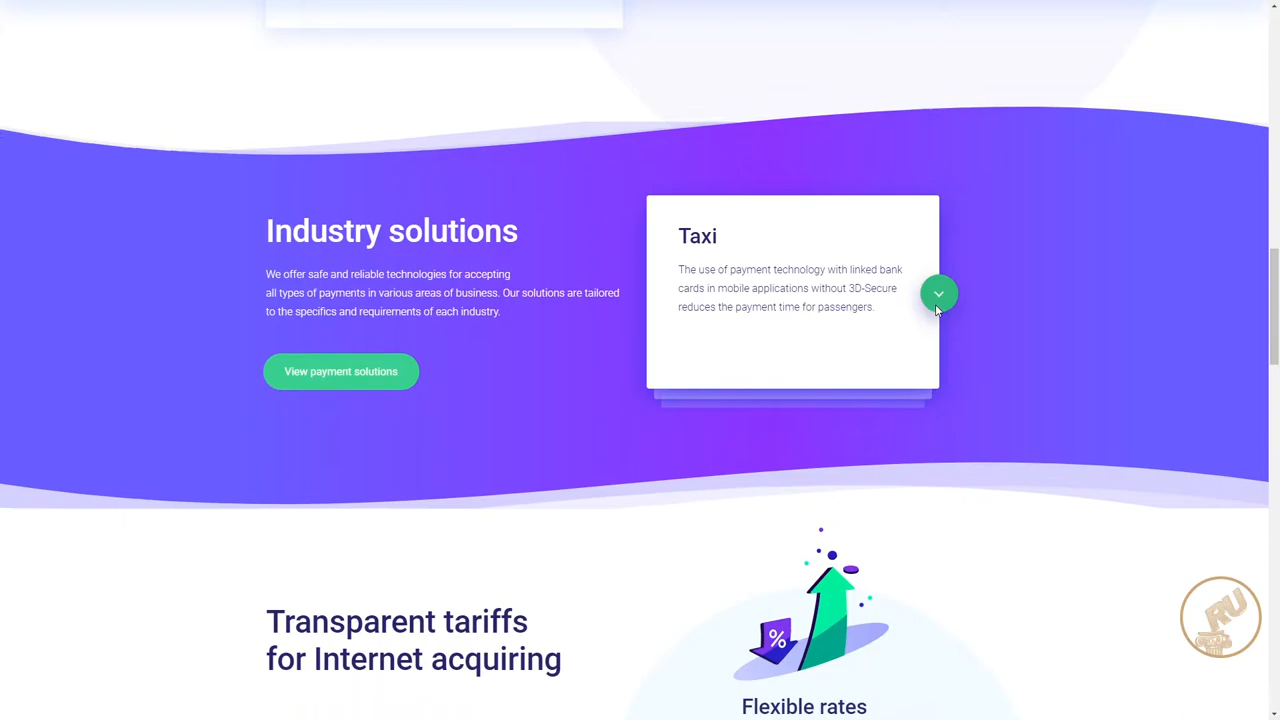 Industry solutions
We offer safe and reliable technologies for accepting
all types of payments in various areas of business. Our solutions are tailored
to the specifics and requirements of each industry.
View payment solutions
Taxi
The use of payment technology with linked bank
cards in mobile applications without 3D-Secure
reduces the payment time for passengers.
Transparent tariffs
for Internet acquiring
%
Flexible rates
RU